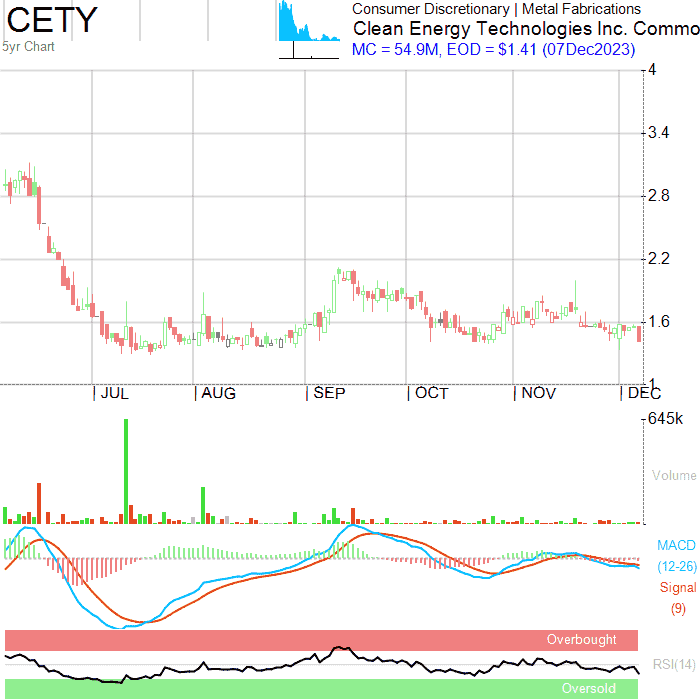 CETY
5yr Chart
Consumer Discretionary | Metal Fabrications
Clean Energy Technologies Inc. Commo
MC = 54.9M, EOD = $1.41 (07Dec2023)
4
3.4
2.8
2.2
1.6
1
JUL AUG SEP OCT NOV DEC
645k
Volume
MACD
(12-26)
Signal
(9)
Overbought
RSI(14)
Oversold